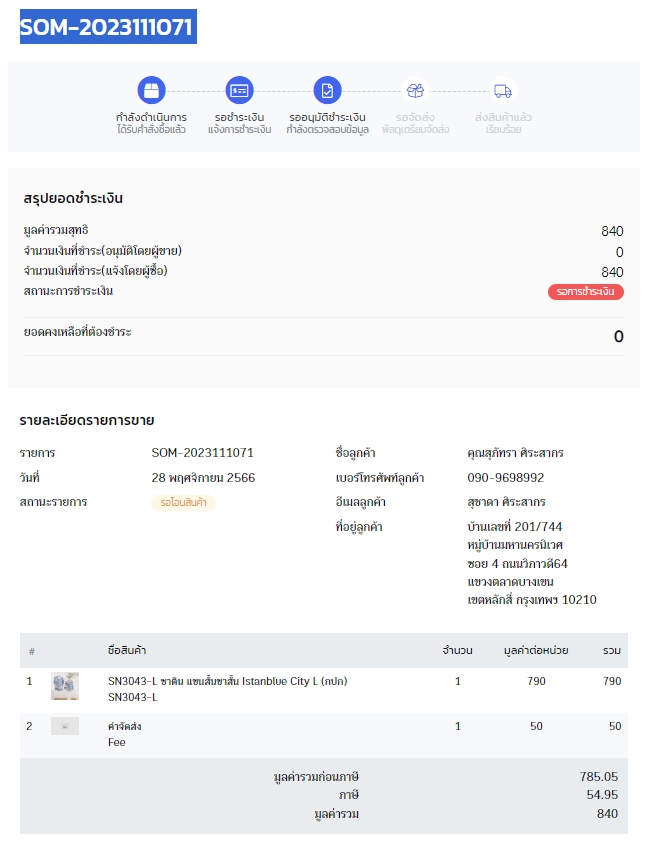 SOM-2023111071
กำลังดำเนินการ
ได้รับคำสั่งซื้อแล้ว
รอชำระเงิน
แจ้งการชำระเงิน
รออนุมัติชำระเงิน
กำลังตรวจสอบข้อมูล
รอจัดส่ง
พัสดุเตรียมจัดส่ง
ส่งสินค้าแล้ว
เรียบร้อย
สรุปยอดชำระเงิน
มูลค่ารวมสุทธิ 840
จำนวนเงินที่ชำระ(อนุมัติโดยผู้ขาย) 0
จำนวนเงินที่ชำระ(แจ้งโดยผู้ซื้อ) 840
สถานะการชำระเงิน รอการชำระเงิน
ยอดคงเหลือที่ต้องชำระ 0
รายละเอียดรายการขาย
รายการ SOM-2023111071 ชื่อลูกค้า คุณสุภัทรา ศิระสากร
วันที่ 28 พฤศจิกายน 2566 เบอร์โทรศัพท์ลูกค้า 090-9698992
สถานะรายการ รอโอนสินค้า อีเมลลูกค้า สุชาดา ศิระสากร
ที่อยู่ลูกค้า บ้านเลขที่ 201/744
หมู่บ้านมหานครนิเวศ
ซอย 4 ถนนวิภาวดี64
แขวงตลาดบางเขน
เขตหลักสี่ กรุงเทพฯ 10210
# ชื่อสินค้า จำนวน มูลค่าต่อหน่วย รวม
1 SN3043-L ซาติน แขนสั้นขาสั้น Istanblue City L (กปก) 1 790 790
SN3043-L
2 ค่าจัดส่ง 1 50 50
Fee
มูลค่ารวมก่อนภาษี 785.05
ภาษี 54.95
มูลค่ารวม 840